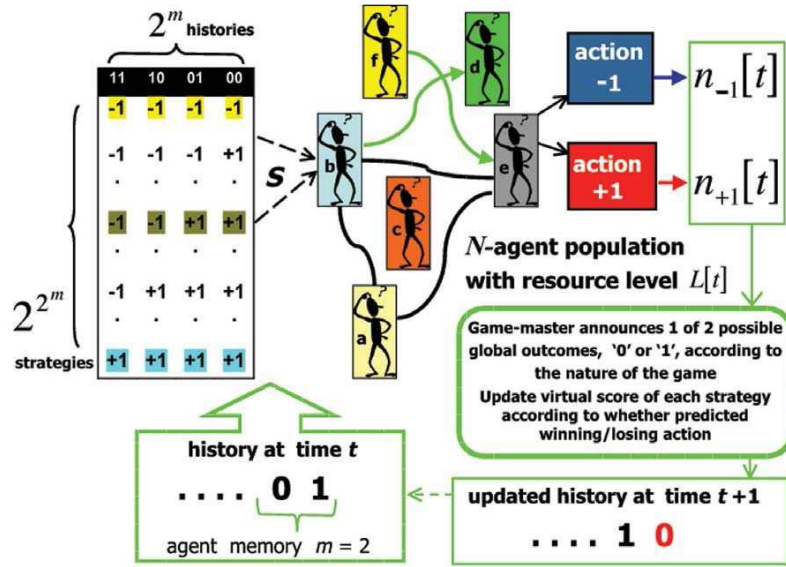 2^m histories
11 10 01 00
-1 -1 -1 -1
-1 -1 -1 +1
. . . .
-1 -1 +1 +1
. . . .
-1 +1 +1 +1
. . . .
+1 +1 +1 +1
2^{2^m}
strategies
S
?
f
?
d
?
b
?
e
?
c
?
a
action
-1
action
+1
n_{-1}[t]
n_{+1}[t]
N-agent population
with resource level L[t]
Game-master announces 1 of 2 possible
global outcomes, ‘0’ or ‘1’, according to
the nature of the game
Update virtual score of each strategy
according to whether predicted
winning/losing action
history at time t
.... 0 1
agent memory m = 2
updated history at time t+1
.... 1 0